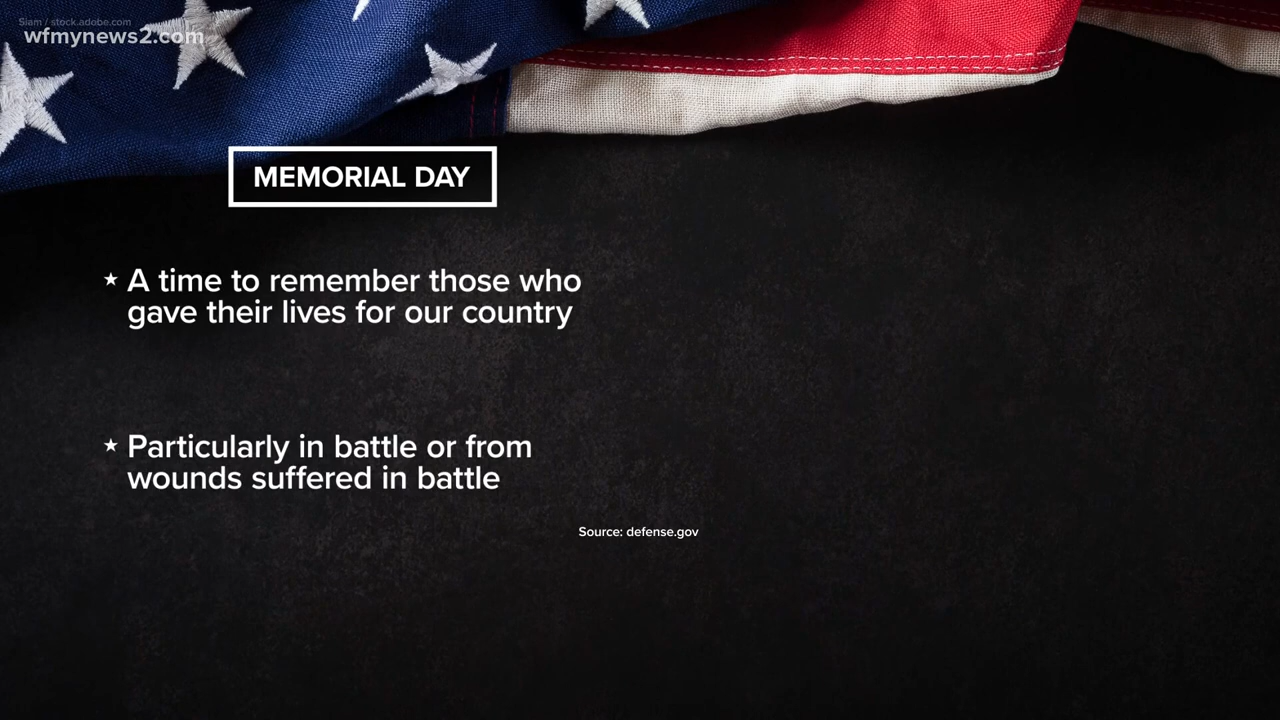 Siam / stock.adobe.com
wfmynews2.com
MEMORIAL DAY
A time to remember those who
gave their lives for our country
Particularly in battle or from
wounds suffered in battle
Source: defense.gov